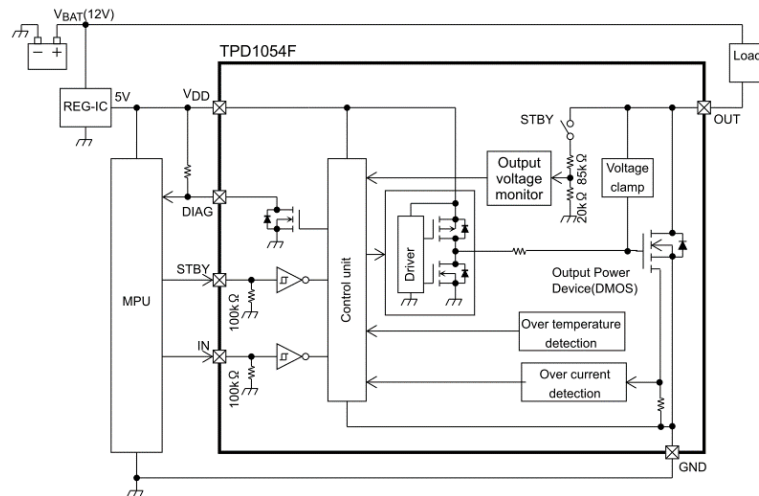 VBAT(12V)
− +
TPD1054F
Load
REG-IC
5V
VDD
OUT
STBY
85kΩ
20kΩ
Output
voltage
monitor
Voltage
clamp
DIAG
Driver
Control unit
MPU
STBY
100kΩ
Output Power
Device(DMOS)
Over temperature
detection
IN
100kΩ
Over current
detection
GND